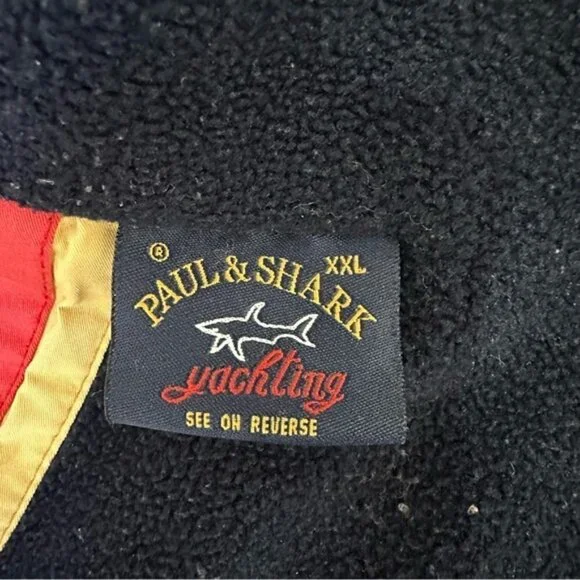 ® XXL
PAUL & SHARK
yachting
SEE ON REVERSE